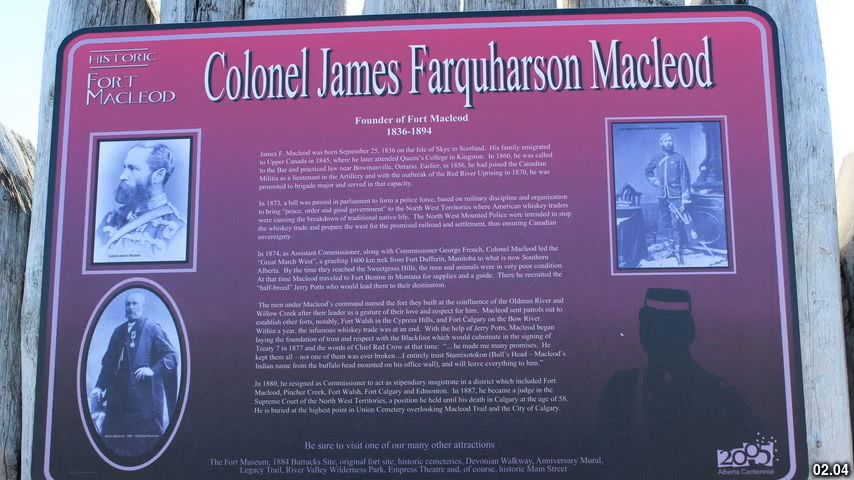 HISTORIC
FORT
MACLEOD
Colonel James Farquharson Macleod
Founder of Fort Macleod
1836-1894
James F. Macleod was born September 25, 1836 on the Isle of Skye in Scotland. His family emigrated
to Upper Canada in 1845, where he later attended Queen's College in Kingston. In 1860, he was called
to the Bar and practiced law near Bowmanville, Ontario. Earlier, in 1856, he had joined the Canadian
Militia as a lieutenant in the Artillery and with the outbreak of the Red River Uprising in 1870, he was
promoted to brigade major and served in that capacity.
In 1873, a bill was passed in parliament to form a police force, based on military discipline and organization
to bring "peace, order and good government" to the North West Territories where American whiskey traders
were causing the breakdown of traditional native life. The North West Mounted Police were intended to stop
the whiskey trade and prepare the west for the promised railroad and settlement, thus ensuring Canadian
sovereignty.
In 1874, as Assistant Commissioner, along with Commissioner George French, Colonel Macleod led the
"Great March West", a grueling 1600 km trek from Fort Dufferin, Manitoba to what is now Southern
Alberta. By the time they reached the Sweetgrass Hills, the men and animals were in very poor condition.
At that time Macleod traveled to Fort Benton in Montana for supplies and a guide. There he recruited the
"half-breed" Jerry Potts who would lead them to their destination.
The men under Macleod's command named the fort they built at the confluence of the Oldman River and
Willow Creek after their leader as a gesture of their love and respect for him. Macleod sent patrols out to
establish other forts, notably, Fort Walsh in the Cypress Hills, and Fort Calgary on the Bow River.
Within a year, the infamous whiskey trade was at an end. With the help of Jerry Potts, Macleod began
laying the foundation of trust and respect with the Blackfoot which would culminate in the signing of
Treaty 7 in 1877 and the words of Chief Red Crow at that time: "... he made me many promises. He
kept them all – not one of them was ever broken…I entirely trust Stamixotokon (Bull's Head – Macleod's
Indian name from the buffalo head mounted on his office wall), and will leave everything to him."
In 1880, he resigned as Commissioner to act as stipendiary magistrate in a district which included Fort
Macleod, Pincher Creek, Fort Walsh, Fort Calgary and Edmonton. In 1887, he became a judge in the
Supreme Court of the North West Territories, a position he held until his death in Calgary at the age of 58.
He is buried at the highest point in Union Cemetery overlooking Macleod Trail and the City of Calgary.
Be sure to visit one of our many other attractions
The Fort Museum, 1884 Barracks Site, original fort site, historic cemeteries, Devonian Walkway, Anniversary Mural,
Legacy Trail, River Valley Wilderness Park, Empress Theatre and, of course, historic Main Street
2005
Alberta Centennial
02.04